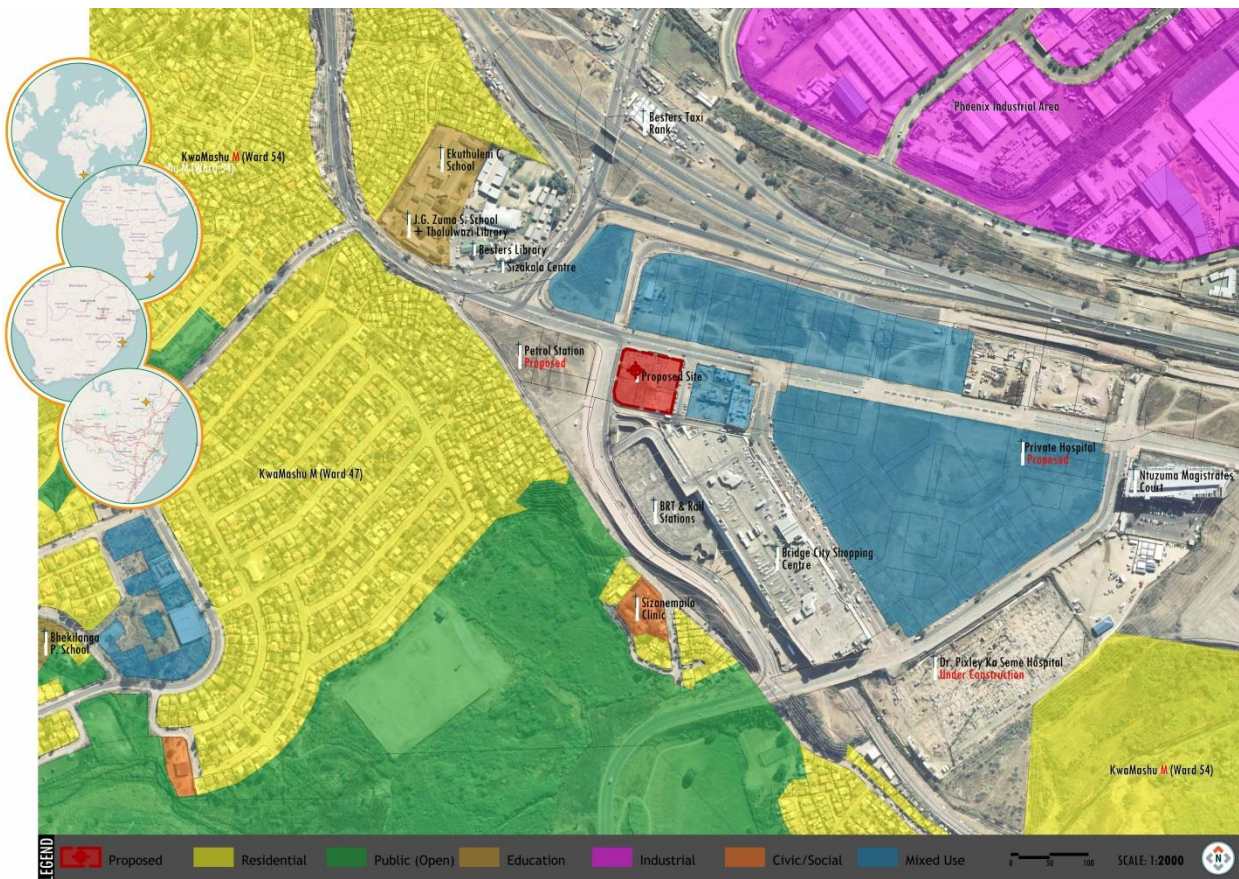 Phoenix Industrial Area
Besters Taxi
Rank
KwaMashu M (Ward 54)
Ekuthuleni C.
School
J.G. Zuma S. School
+ Tholulwazi Library
Besters Library
Sizakala Centre
Petrol Station
Proposed
Proposed Site
KwaMashu M (Ward 47)
Private Hospital
Proposed
Ntuzuma Magistrates
Court
BRT & Rail
Stations
Bridge City Shopping
Centre
Sizanempilo
Clinic
Bhekilanga
P. School
Dr. Pixley Ka Seme Hospital
Under Construction
KwaMashu M (Ward 54)
LEGEND
Proposed
Residential
Public (Open)
Education
Industrial
Civic/Social
Mixed Use
0 50 100
SCALE: 1:2000
N